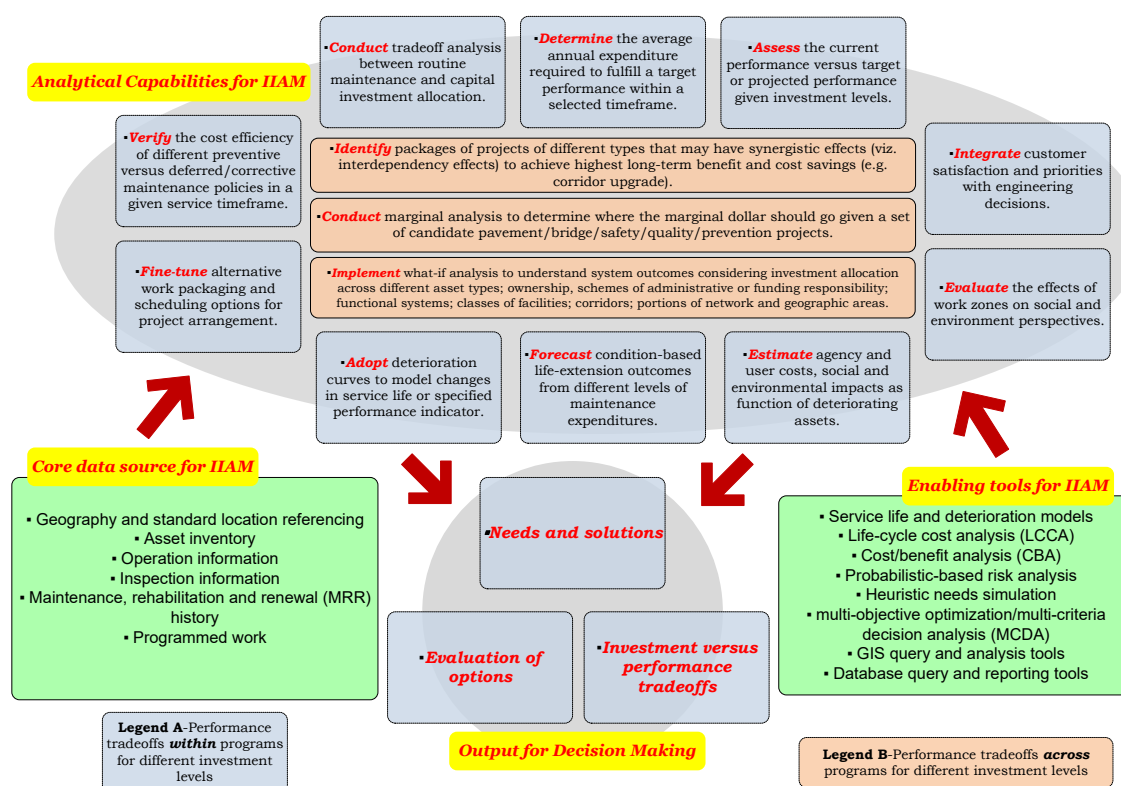 Analytical Capabilities for IIAM
▪Conduct tradeoff analysis
between routine
maintenance and capital
investment allocation.
▪Determine the average
annual expenditure
required to fulfill a target
performance within a
selected timeframe.
▪Assess the current
performance versus target
or projected performance
given investment levels.
▪Verify the cost efficiency
of different preventive
versus deferred/corrective
maintenance policies in a
given service timeframe.
▪Identify packages of projects of different types that may have synergistic effects (viz.
interdependency effects) to achieve highest long-term benefit and cost savings (e.g.
corridor upgrade).
▪Integrate customer
satisfaction and priorities
with engineering
decisions.
▪Conduct marginal analysis to determine where the marginal dollar should go given a set
of candidate pavement/bridge/safety/quality/prevention projects.
▪Fine-tune alternative
work packaging and
scheduling options for
project arrangement.
▪Implement what-if analysis to understand system outcomes considering investment allocation
across different asset types; ownership, schemes of administrative or funding responsibility;
functional systems; classes of facilities; corridors; portions of network and geographic areas.
▪Evaluate the effects
of work zones on social and
environment perspectives.
▪Adopt deterioration
curves to model changes
in service life or specified
performance indicator.
▪Forecast condition-based
life-extension outcomes
from different levels of
maintenance
expenditures.
▪Estimate agency and
user costs, social and
environmental impacts as
function of deteriorating
assets.
Core data source for IIAM
▪ Geography and standard location referencing
▪ Asset inventory
▪ Operation information
▪ Inspection information
▪ Maintenance, rehabilitation and renewal (MRR)
history
▪ Programmed work
▪Needs and solutions
▪Evaluation of
options
▪Investment versus
performance
tradeoffs
Output for Decision Making
Enabling tools for IIAM
▪ Service life and deterioration models
▪ Life-cycle cost analysis (LCCA)
▪ Cost/benefit analysis (CBA)
▪ Probabilistic-based risk analysis
▪ Heuristic needs simulation
▪ multi-objective optimization/multi-criteria
decision analysis (MCDA)
▪ GIS query and analysis tools
▪ Database query and reporting tools
Legend A-Performance
tradeoffs within programs
for different investment
levels
Legend B-Performance tradeoffs across
programs for different investment levels